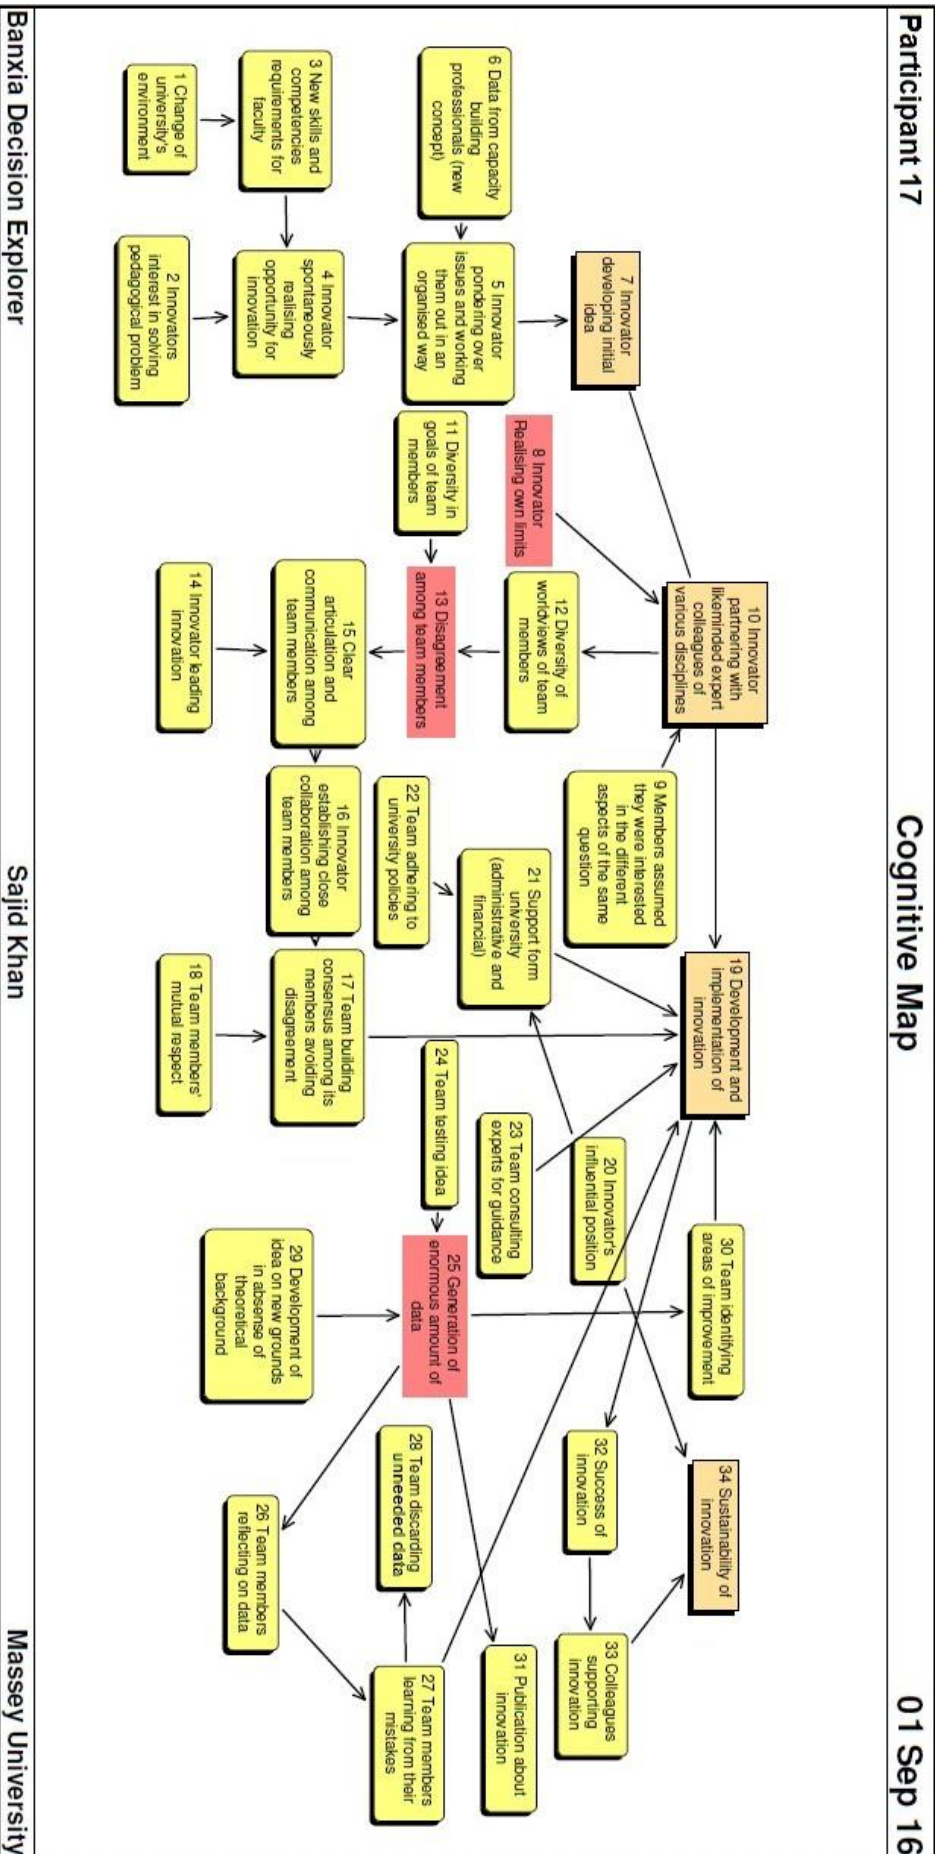 Participant 17
Cognitive Map
01 Sep 16
7 Innovator
developing initial
idea
10 Innovator
partnering with
likeminded expert
colleagues of
various disciplines
19 Development and
implementation of
innovation
30 Team identifying
areas of improvement
34 Sustainability of
innovation
6 Data from capacity
building
professionals (new
concept)
5 Innovator
pondering over
issues and working
them out in an
organised way
8 Innovator
Realising own limits
12 Diversity of
worldviews of team
members
9 Members assumed
they were interested
in the different
aspects of the same
question
21 Support form
university
(administrative and
financial)
20 Innovator's
influential position
23 Team consulting
experts for guidance
32 Success of
innovation
33 Colleagues
supporting
innovation
31 Publication about
innovation
11 Diversity in
goals of team
members
13 Disagreement
among team members
22 Team adhering to
university policies
24 Team testing idea
25 Generation of
enormous amount of
data
28 Team discarding
unneeded data
27 Team members
learning from their
mistakes
3 New skills and
competencies
requirements for
faculty
4 Innovator
spontaneously
realising
opportunity for
innovation
15 Clear
articulation and
communication among
team members
16 Innovator
establishing close
collaboration among
team members
17 Team building
consensus among its
members avoiding
disagreement
29 Development of
idea on new grounds
in absense of
theoretical
background
26 Team members
reflecting on data
1 Change of
university's
environment
2 Innovators
interest in solving
pedagogical problem
14 Innovator leading
innovation
18 Team members'
mutual respect
Banxia Decision Explorer
Sajid Khan
Massey University